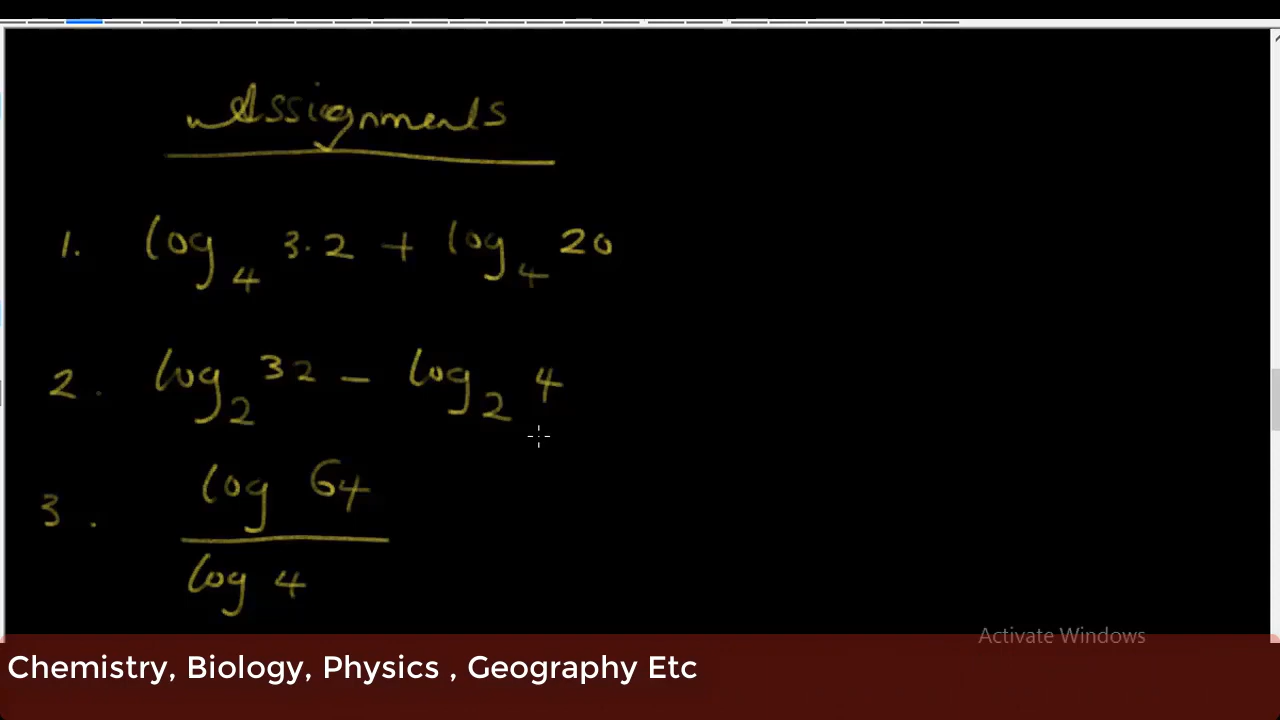 Assignments
1. log₄ 3.2 + log₄ 20
2. log₂ 32 - log₂ 4
3. log 64
log 4
Activate Windows
Chemistry, Biology, Physics , Geography Etc